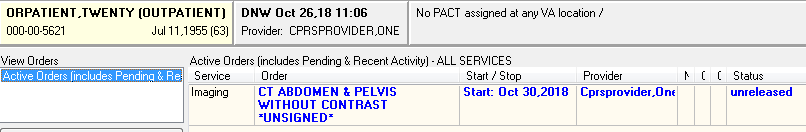 ORPATIENT,TWENTY (OUTPATIENT) DNW Oct 26,18 11:06 No PACT assigned at any VA location /
000-00-5621 Jul 11,1955 (63) Provider: CPRSPROVIDER,ONE
View Orders Active Orders (includes Pending & Recent Activity) - ALL SERVICES
Active Orders (includes Pending & Re Service Order Start / Stop Provider Status
Imaging CT ABDOMEN & PELVIS Start: Oct 30,2018 Cprsprovider,One unreleased
WITHOUT CONTRAST
*UNSIGNED*